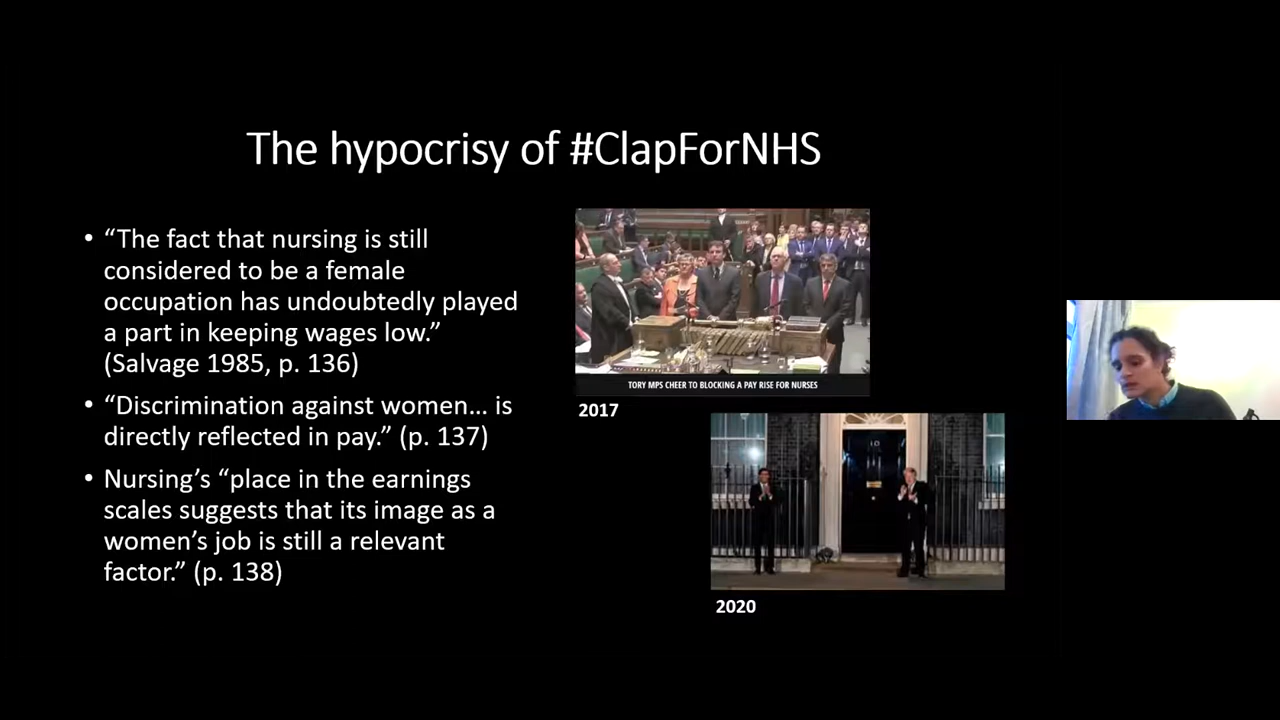 The hypocrisy of #ClapForNHS
• “The fact that nursing is still
considered to be a female
occupation has undoubtedly played
a part in keeping wages low.”
(Salvage 1985, p. 136)
• “Discrimination against women… is
directly reflected in pay.” (p. 137)
• Nursing’s “place in the earnings
scales suggests that its image as a
women’s job is still a relevant
factor.” (p. 138)
TORY MPS CHEER TO BLOCKING A PAY RISE FOR NURSES
2017
10
2020